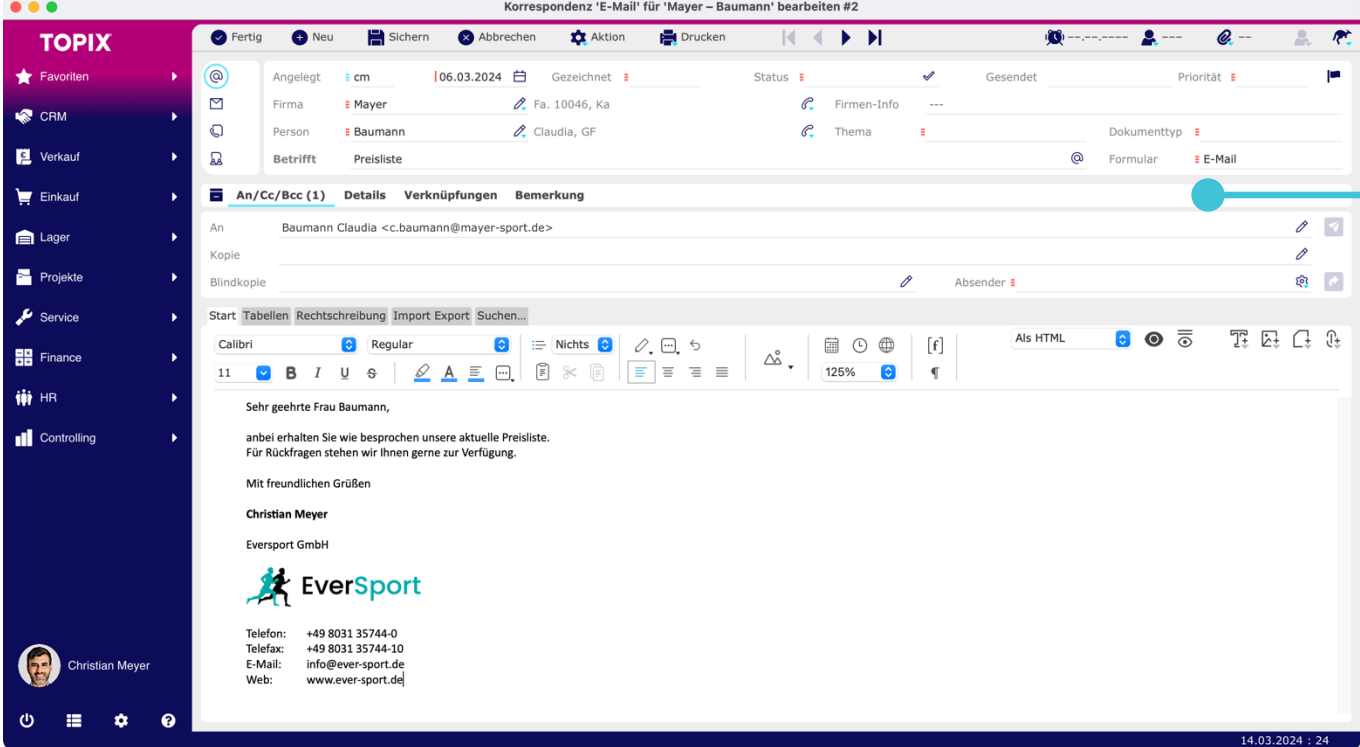 Korrespondenz 'E-Mail' für 'Mayer – Baumann' bearbeiten #2
TOPIX
Fertig Neu Sichern Abbrechen Aktion Drucken --.--.---- --- --
Favoriten
CRM
Verkauf
Einkauf
Lager
Projekte
Service
Finance
HR
Controlling
Christian Meyer
Angelegt cm 06.03.2024 Gezeichnet Status Gesendet Priorität
Firma Mayer Fa. 10046, Ka Firmen-Info ---
Person Baumann Claudia, GF Thema Dokumenttyp
Betrifft Preisliste @ Formular E-Mail
An/Cc/Bcc (1) Details Verknüpfungen Bemerkung
An Baumann Claudia <c.baumann@mayer-sport.de>
Kopie
Blindkopie Absender
Start Tabellen Rechtschreibung Import Export Suchen...
Calibri Regular Nichts [f] Als HTML
11 B I U S A 125% ¶
Sehr geehrte Frau Baumann,
anbei erhalten Sie wie besprochen unsere aktuelle Preisliste.
Für Rückfragen stehen wir Ihnen gerne zur Verfügung.
Mit freundlichen Grüßen
Christian Meyer
Eversport GmbH
EverSport
Telefon: +49 8031 35744-0
Telefax: +49 8031 35744-10
E-Mail: info@ever-sport.de
Web: www.ever-sport.de
14.03.2024 : 24